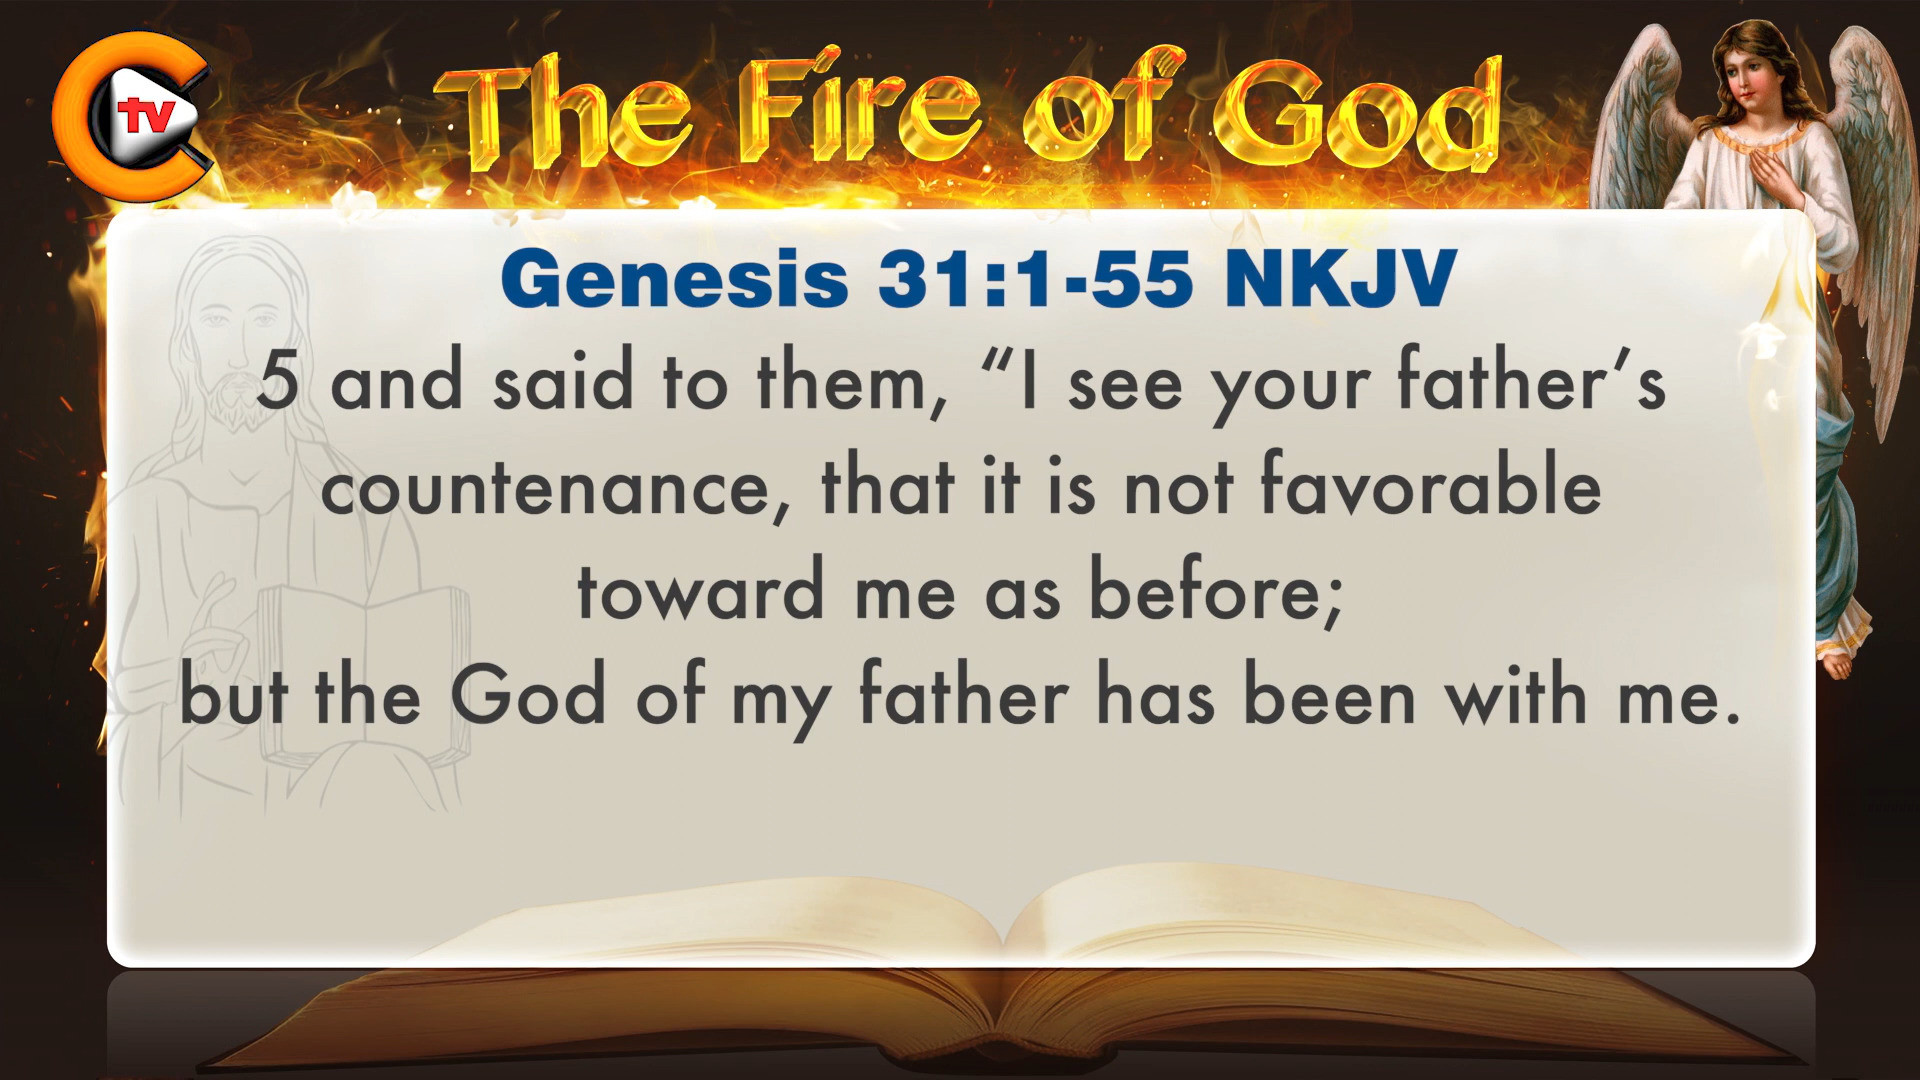 tv
The Fire of God
Genesis 31:1-55 NKJV
5 and said to them, “I see your father’s
countenance, that it is not favorable
toward me as before;
but the God of my father has been with me.